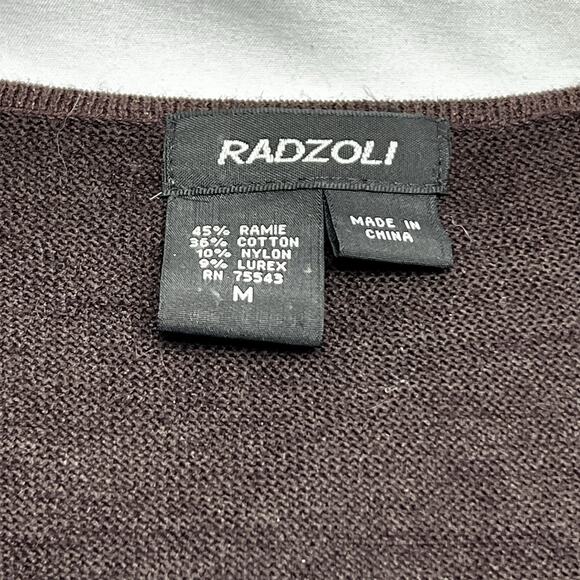 RADZOLI
45% RAMIE
36% COTTON
10% NYLON
9% LUREX
RN 75543
M
MADE IN
CHINA